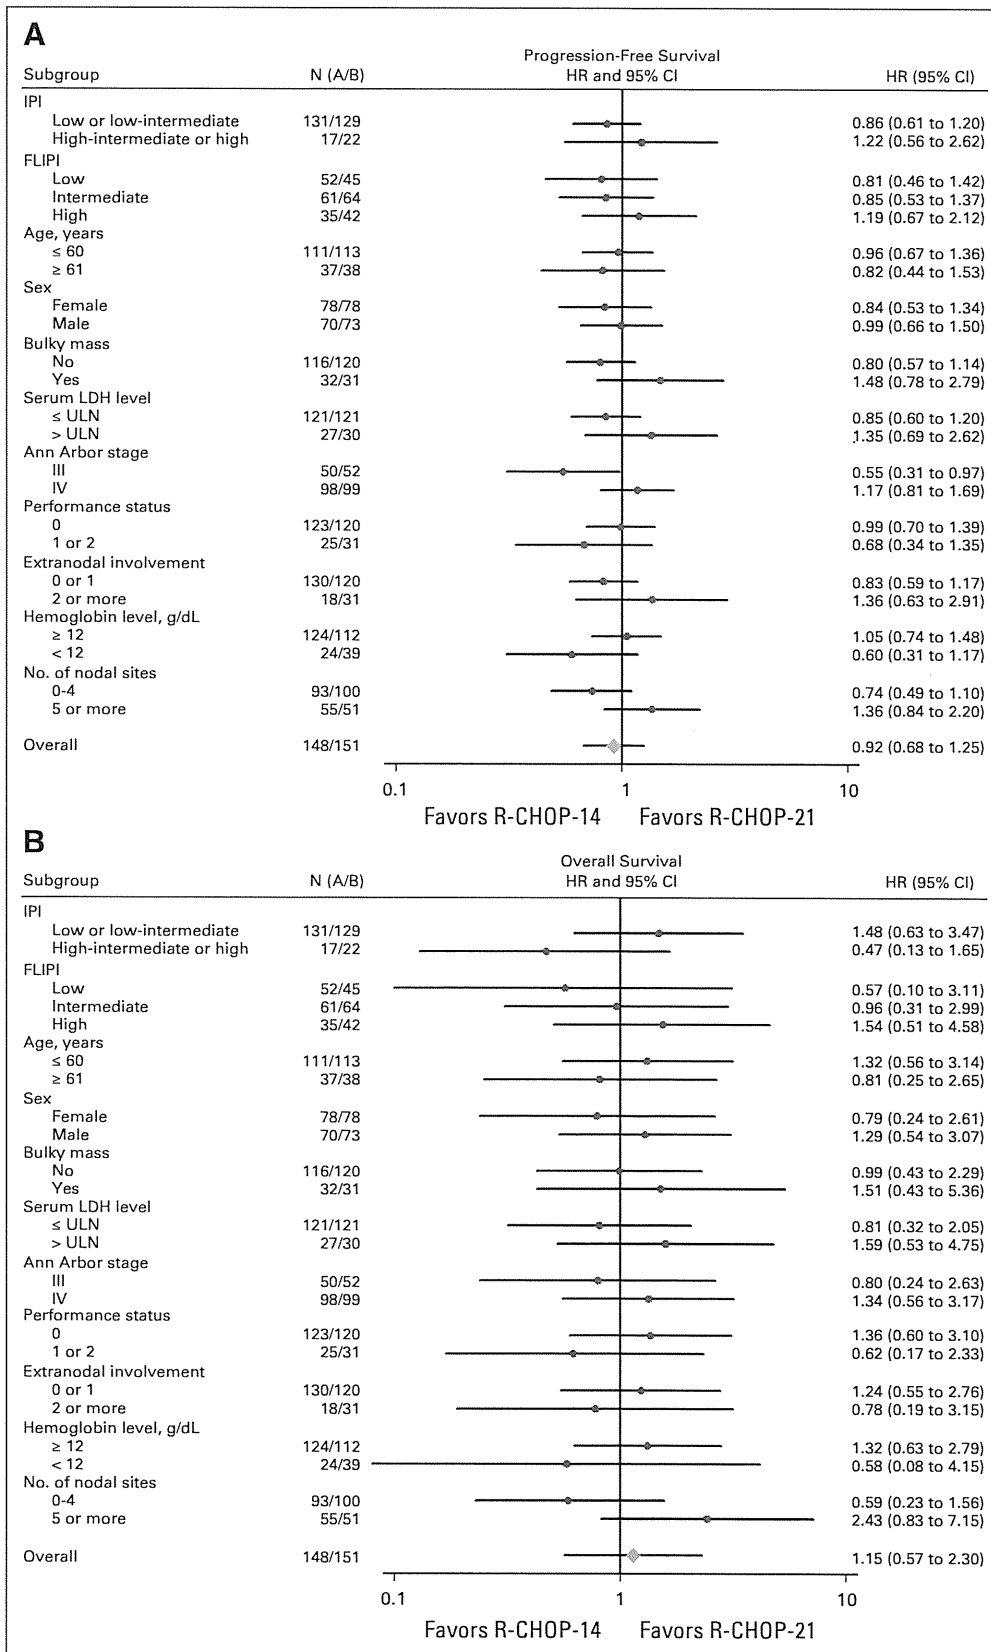 A
Progression-Free Survival
Subgroup N (A/B) HR and 95% CI HR (95% CI)
IPI
Low or low-intermediate 131/129 0.86 (0.61 to 1.20)
High-intermediate or high 17/22 1.22 (0.56 to 2.62)
FLIPI
Low 52/45 0.81 (0.46 to 1.42)
Intermediate 61/64 0.85 (0.53 to 1.37)
High 35/42 1.19 (0.67 to 2.12)
Age, years
≤ 60 111/113 0.96 (0.67 to 1.36)
≥ 61 37/38 0.82 (0.44 to 1.53)
Sex
Female 78/78 0.84 (0.53 to 1.34)
Male 70/73 0.99 (0.66 to 1.50)
Bulky mass
No 116/120 0.80 (0.57 to 1.14)
Yes 32/31 1.48 (0.78 to 2.79)
Serum LDH level
≤ ULN 121/121 0.85 (0.60 to 1.20)
> ULN 27/30 1.35 (0.69 to 2.62)
Ann Arbor stage
III 50/52 0.55 (0.31 to 0.97)
IV 98/99 1.17 (0.81 to 1.69)
Performance status
0 123/120 0.99 (0.70 to 1.39)
1 or 2 25/31 0.68 (0.34 to 1.35)
Extranodal involvement
0 or 1 130/120 0.83 (0.59 to 1.17)
2 or more 18/31 1.36 (0.63 to 2.91)
Hemoglobin level, g/dL
≥ 12 124/112 1.05 (0.74 to 1.48)
< 12 24/39 0.60 (0.31 to 1.17)
No. of nodal sites
0-4 93/100 0.74 (0.49 to 1.10)
5 or more 55/51 1.36 (0.84 to 2.20)
Overall 148/151 0.92 (0.68 to 1.25)
0.1 1 10
Favors R-CHOP-14 Favors R-CHOP-21
B
Overall Survival
Subgroup N (A/B) HR and 95% CI HR (95% CI)
IPI
Low or low-intermediate 131/129 1.48 (0.63 to 3.47)
High-intermediate or high 17/22 0.47 (0.13 to 1.65)
FLIPI
Low 52/45 0.57 (0.10 to 3.11)
Intermediate 61/64 0.96 (0.31 to 2.99)
High 35/42 1.54 (0.51 to 4.58)
Age, years
≤ 60 111/113 1.32 (0.56 to 3.14)
≥ 61 37/38 0.81 (0.25 to 2.65)
Sex
Female 78/78 0.79 (0.24 to 2.61)
Male 70/73 1.29 (0.54 to 3.07)
Bulky mass
No 116/120 0.99 (0.43 to 2.29)
Yes 32/31 1.51 (0.43 to 5.36)
Serum LDH level
≤ ULN 121/121 0.81 (0.32 to 2.05)
> ULN 27/30 1.59 (0.53 to 4.75)
Ann Arbor stage
III 50/52 0.80 (0.24 to 2.63)
IV 98/99 1.34 (0.56 to 3.17)
Performance status
0 123/120 1.36 (0.60 to 3.10)
1 or 2 25/31 0.62 (0.17 to 2.33)
Extranodal involvement
0 or 1 130/120 1.24 (0.55 to 2.76)
2 or more 18/31 0.78 (0.19 to 3.15)
Hemoglobin level, g/dL
≥ 12 124/112 1.32 (0.63 to 2.79)
< 12 24/39 0.58 (0.08 to 4.15)
No. of nodal sites
0-4 93/100 0.59 (0.23 to 1.56)
5 or more 55/51 2.43 (0.83 to 7.15)
Overall 148/151 1.15 (0.57 to 2.30)
0.1 1 10
Favors R-CHOP-14 Favors R-CHOP-21